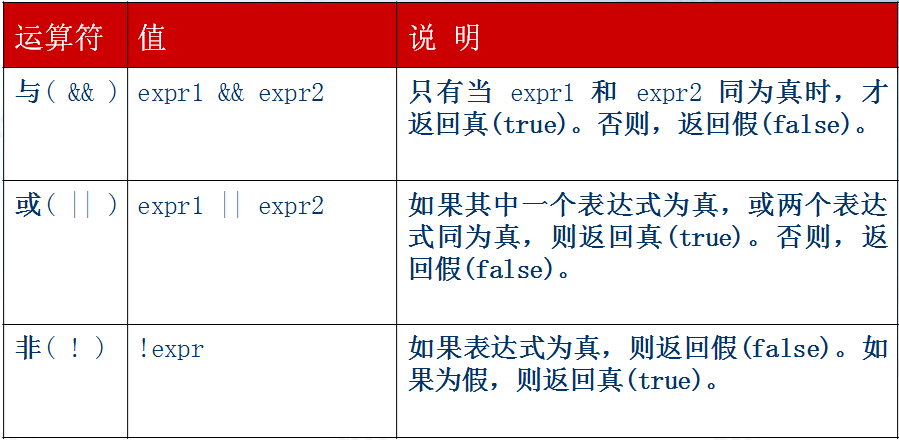 运算符 值 说 明
与( && ) expr1 && expr2 只有当 expr1 和 expr2 同为真时，才
返回真(true)。否则，返回假(false)。
或( || ) expr1 || expr2 如果其中一个表达式为真，或两个表达
式同为真，则返回真(true)。否则，返
回假(false)。
非( ! ) !expr 如果表达式为真，则返回假(false)。如
果为假，则返回真(true)。